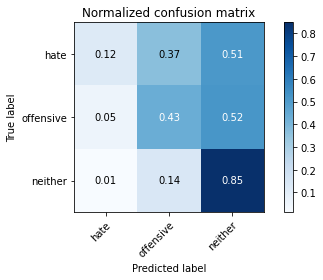 Normalized confusion matrix
True label
hate 0.12 0.37 0.51
offensive 0.05 0.43 0.52
neither 0.01 0.14 0.85
hate offensive neither
Predicted label
0.8
0.7
0.6
0.5
0.4
0.3
0.2
0.1